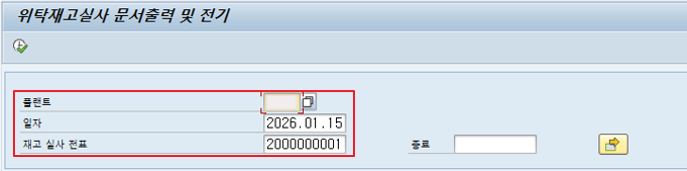 위탁재고실사 문서출력 및 전기
플랜트
일자 2026.01.15
재고 실사 전표 2000000001 종료